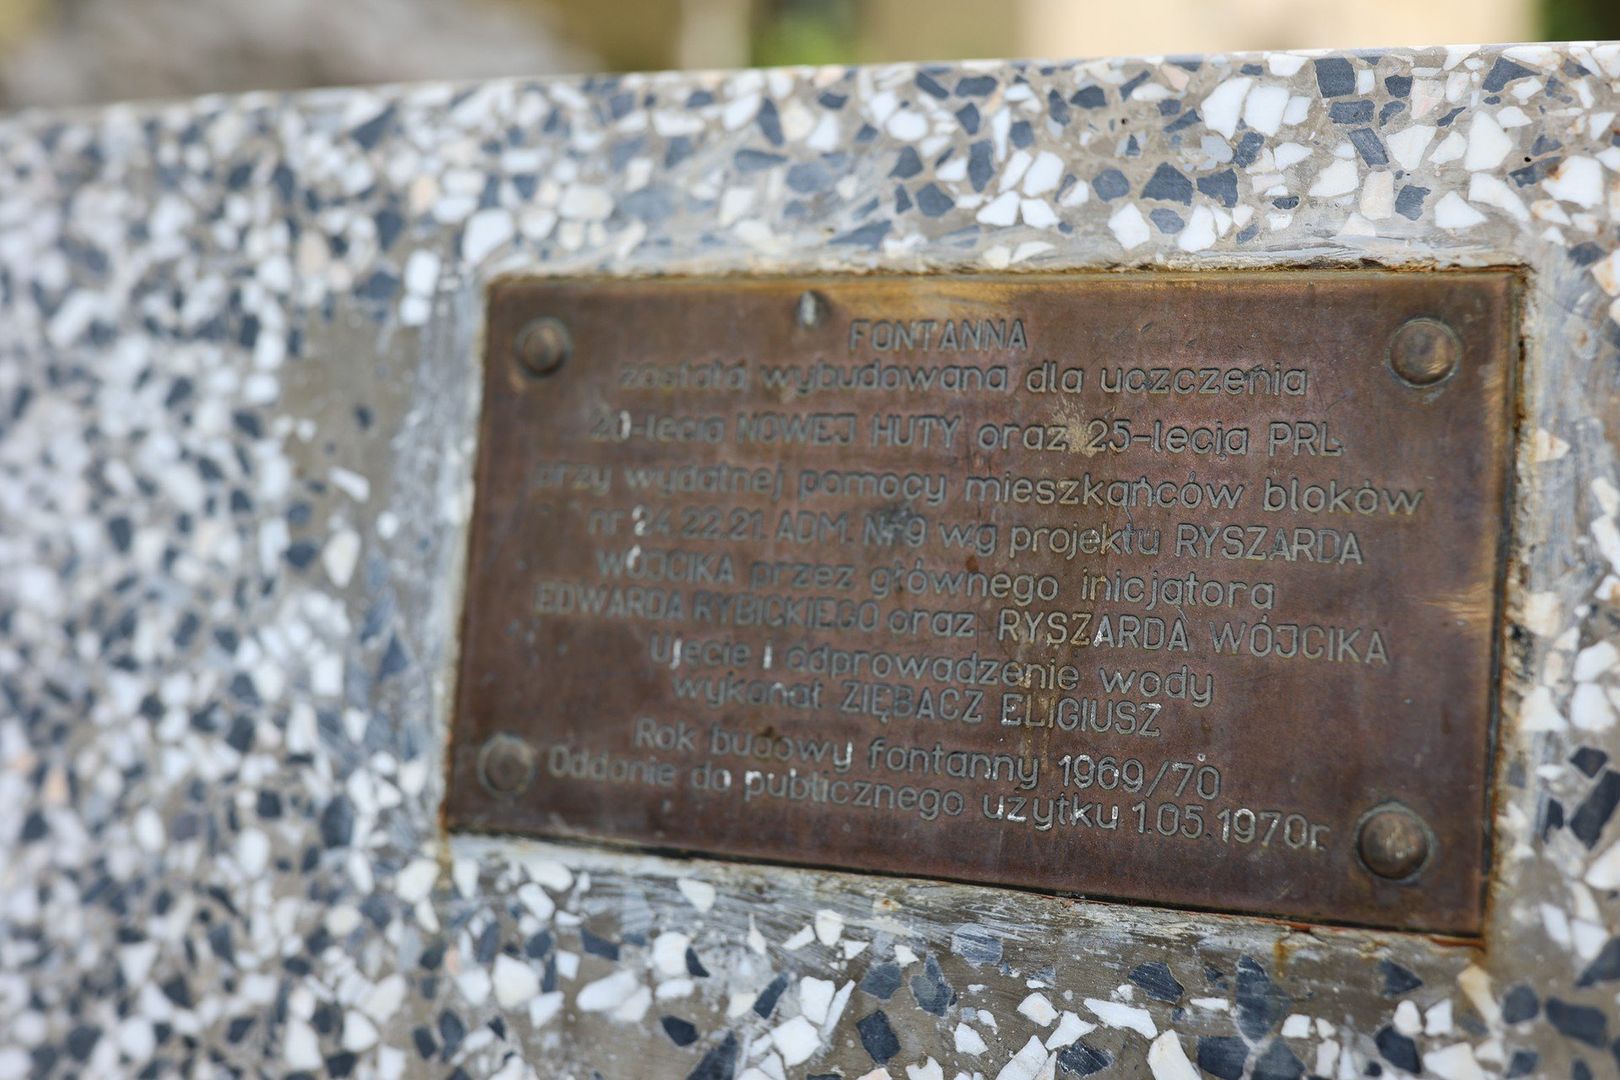 FONTANNA
została wybudowana dla uczczenia
20-lecia NOWEJ HUTY oraz 25-lecia PRL
przy wydatnej pomocy mieszkańców bloków
nr 24.22.21. ADM. Nr 9 w.g projektu RYSZARDA
WÓJCIKA przez głównego inicjatora
EDWARDA RYBICKIEGO oraz RYSZARDA WÓJCIKA
Ujęcie i odprowadzenie wody
wykonał ZIĘBACZ ELIGIUSZ
Rok budowy fontanny 1969/70
Oddanie do publicznego użytku 1.05.1970r.